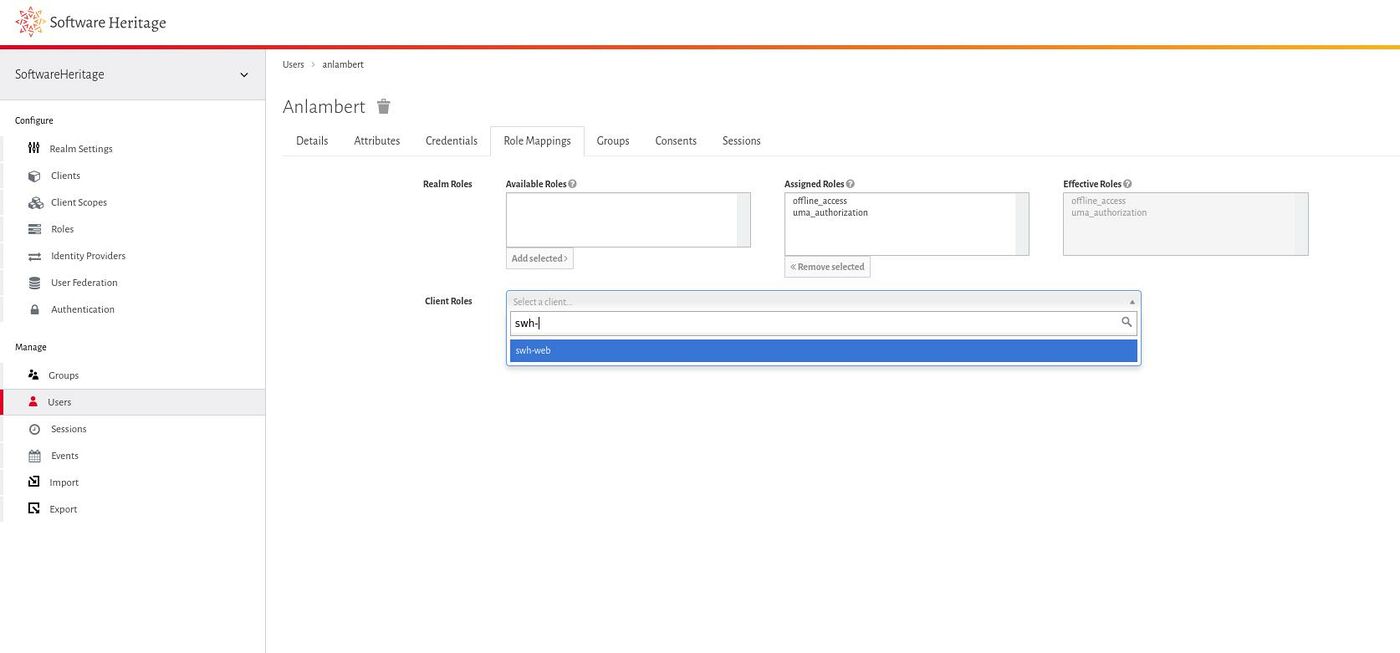 Software Heritage
SoftwareHeritage
Configure
Realm Settings
Clients
Client Scopes
Roles
Identity Providers
User Federation
Authentication
Manage
Groups
Users
Sessions
Events
Import
Export
Users > anlambert
Anlambert
Details Attributes Credentials Role Mappings Groups Consents Sessions
Realm Roles
Available Roles
Add selected >
Assigned Roles
offline_access
uma_authorization
« Remove selected
Effective Roles
offline_access
uma_authorization
Client Roles
Select a client...
swh-
swh-web